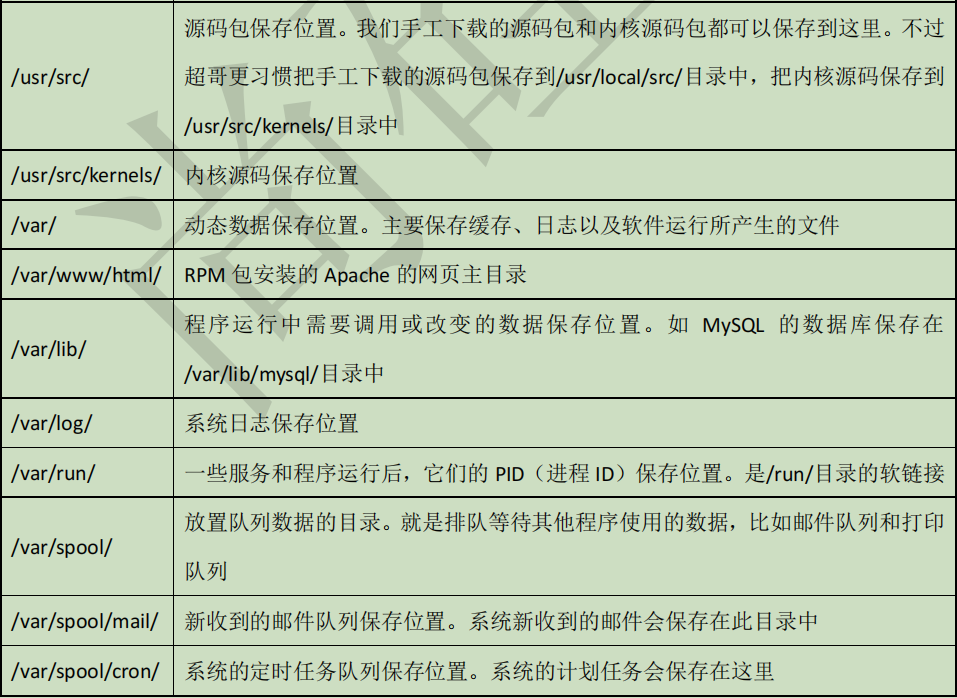 /usr/src/
源码包保存位置。我们手工下载的源码包和内核源码包都可以保存到这里。不过
超哥更习惯把手工下载的源码包保存到/usr/local/src/目录中，把内核源码保存到
/usr/src/kernels/目录中
/usr/src/kernels/ 内核源码保存位置
/var/ 动态数据保存位置。主要保存缓存、日志以及软件运行所产生的文件
/var/www/html/ RPM 包安装的 Apache 的网页主目录
/var/lib/
程序运行中需要调用或改变的数据保存位置。如 MySQL 的数据库保存在
/var/lib/mysql/目录中
/var/log/ 系统日志保存位置
/var/run/ 一些服务和程序运行后，它们的 PID（进程 ID）保存位置。是/run/目录的软链接
/var/spool/
放置队列数据的目录。就是排队等待其他程序使用的数据，比如邮件队列和打印
队列
/var/spool/mail/ 新收到的邮件队列保存位置。系统新收到的邮件会保存在此目录中
/var/spool/cron/ 系统的定时任务队列保存位置。系统的计划任务会保存在这里
尚